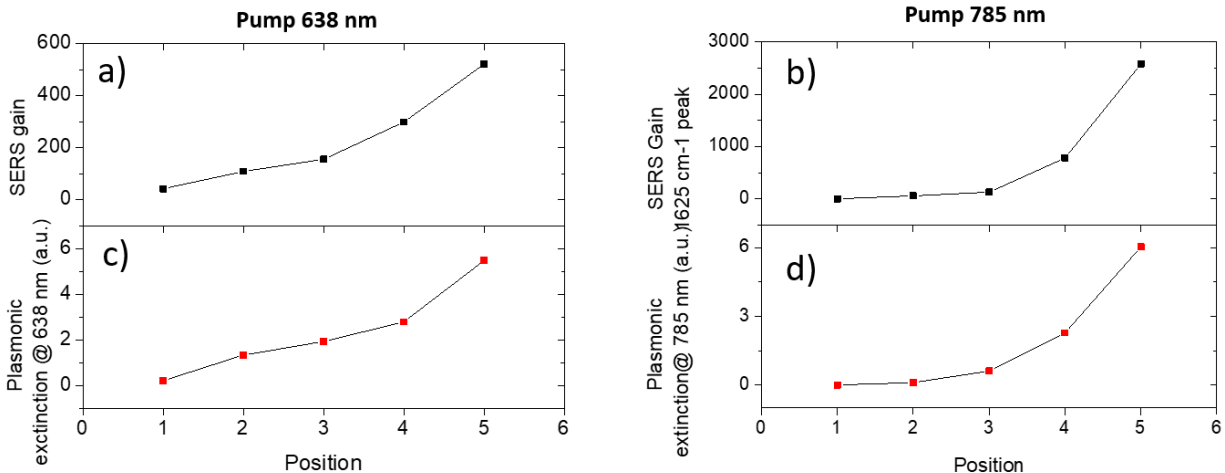 Pump 638 nm
600
400
200
0
SERS gain
a)
6
4
2
0
Plasmonic
exctinction @ 638 nm (a.u.)
c)
0 1 2 3 4 5 6
Position
Pump 785 nm
3000
2000
1000
0
SERS Gain
1625 cm-1 peak
b)
6
3
0
Plasmonic
extinction@ 785 nm (a.u.)
d)
0 1 2 3 4 5 6
Position